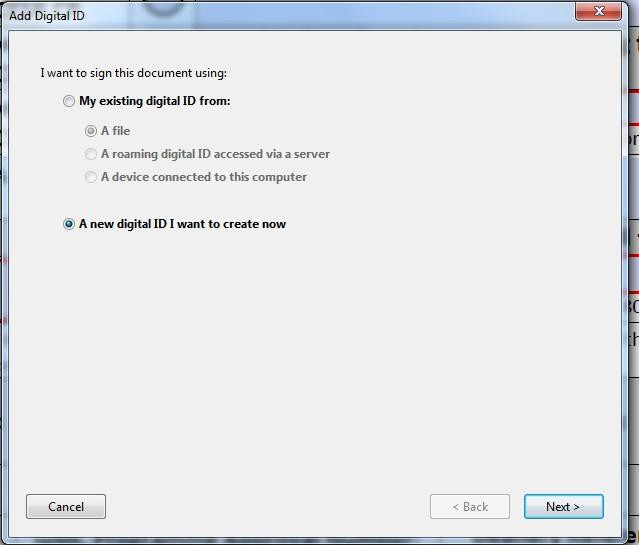 Add Digital ID
I want to sign this document using:
My existing digital ID from:
A file
A roaming digital ID accessed via a server
A device connected to this computer
A new digital ID I want to create now
Cancel
< Back
Next >